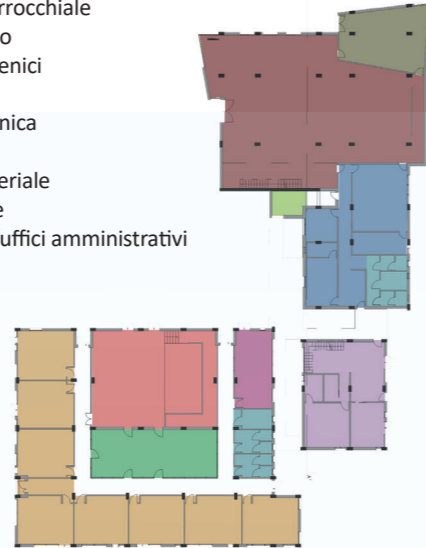 rrocchiale
o
enici
nica
eriale
e
uffici amministrativi